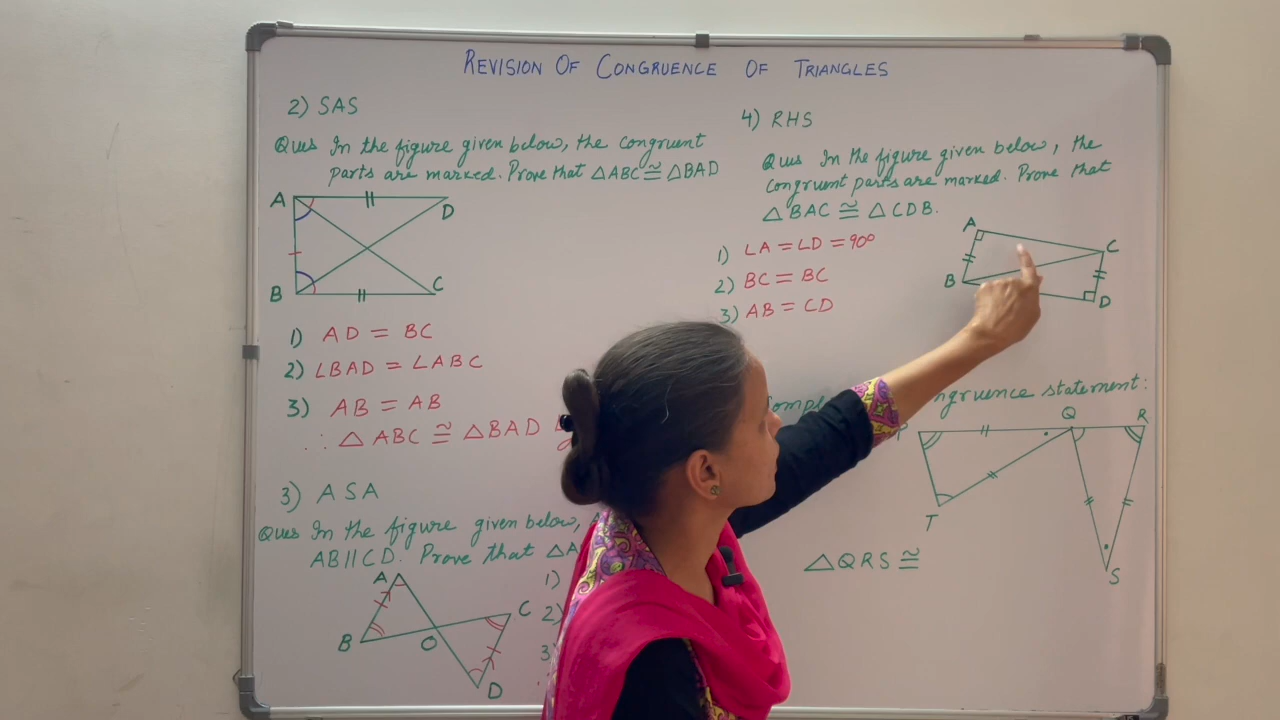 REVISION OF CONGRUENCE OF TRIANGLES
2) SAS
Ques In the figure given below, the congruent
parts are marked. Prove that △ABC ≅ △BAD
A
D
B
C
1) AD = BC
2) ∠BAD = ∠ABC
3) AB = AB
∴ △ ABC ≅ △BAD
3) ASA
Ques In the figure given below,
AB||CD. Prove that
A
B
O
C
D
1)
2)
3)
4) RHS
Ques In the figure given below, the
congruent parts are marked. Prove that
△BAC ≅ △CDB.
1) ∠A = ∠D = 90°
2) BC = BC
3) AB = CD
A
C
B
D
statement:
Q
R
T
S
△QRS ≅